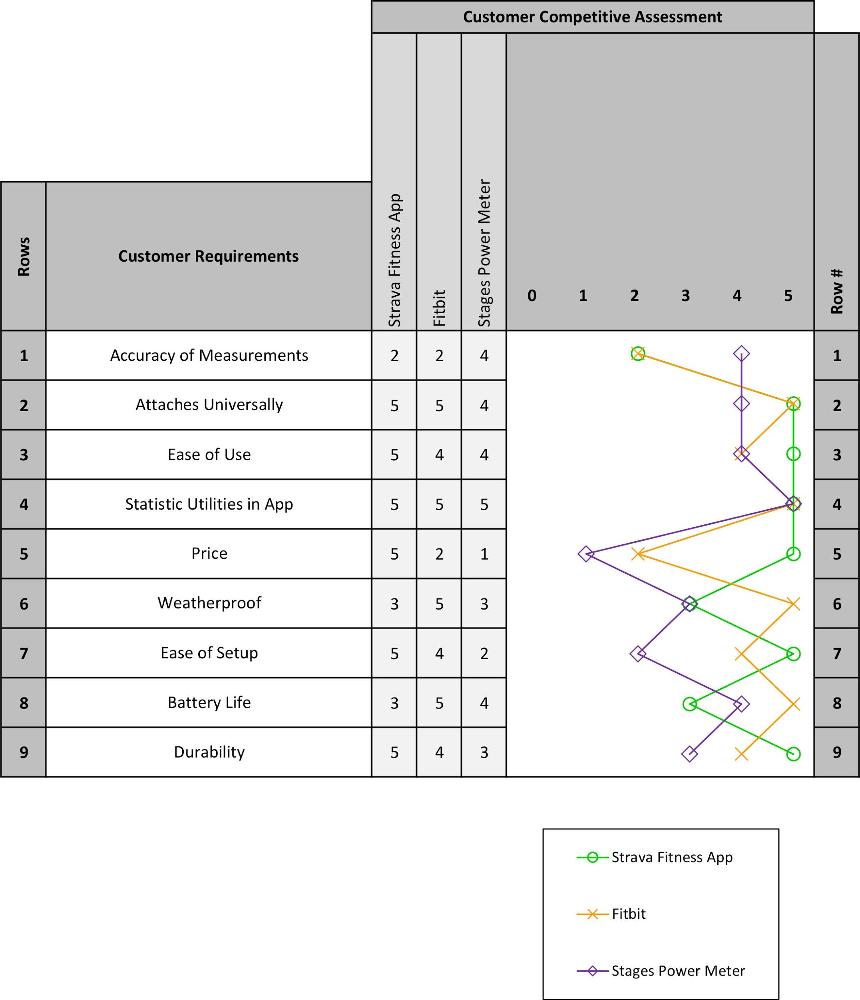 Customer Competitive Assessment
Rows
Customer Requirements
Strava Fitness App
Fitbit
Stages Power Meter
0 1 2 3 4 5
Row #
1 Accuracy of Measurements 2 2 4 1
2 Attaches Universally 5 5 4 2
3 Ease of Use 5 4 4 3
4 Statistic Utilities in App 5 5 5 4
5 Price 5 2 1 5
6 Weatherproof 3 5 3 6
7 Ease of Setup 5 4 2 7
8 Battery Life 3 5 4 8
9 Durability 5 4 3 9
Strava Fitness App
Fitbit
Stages Power Meter